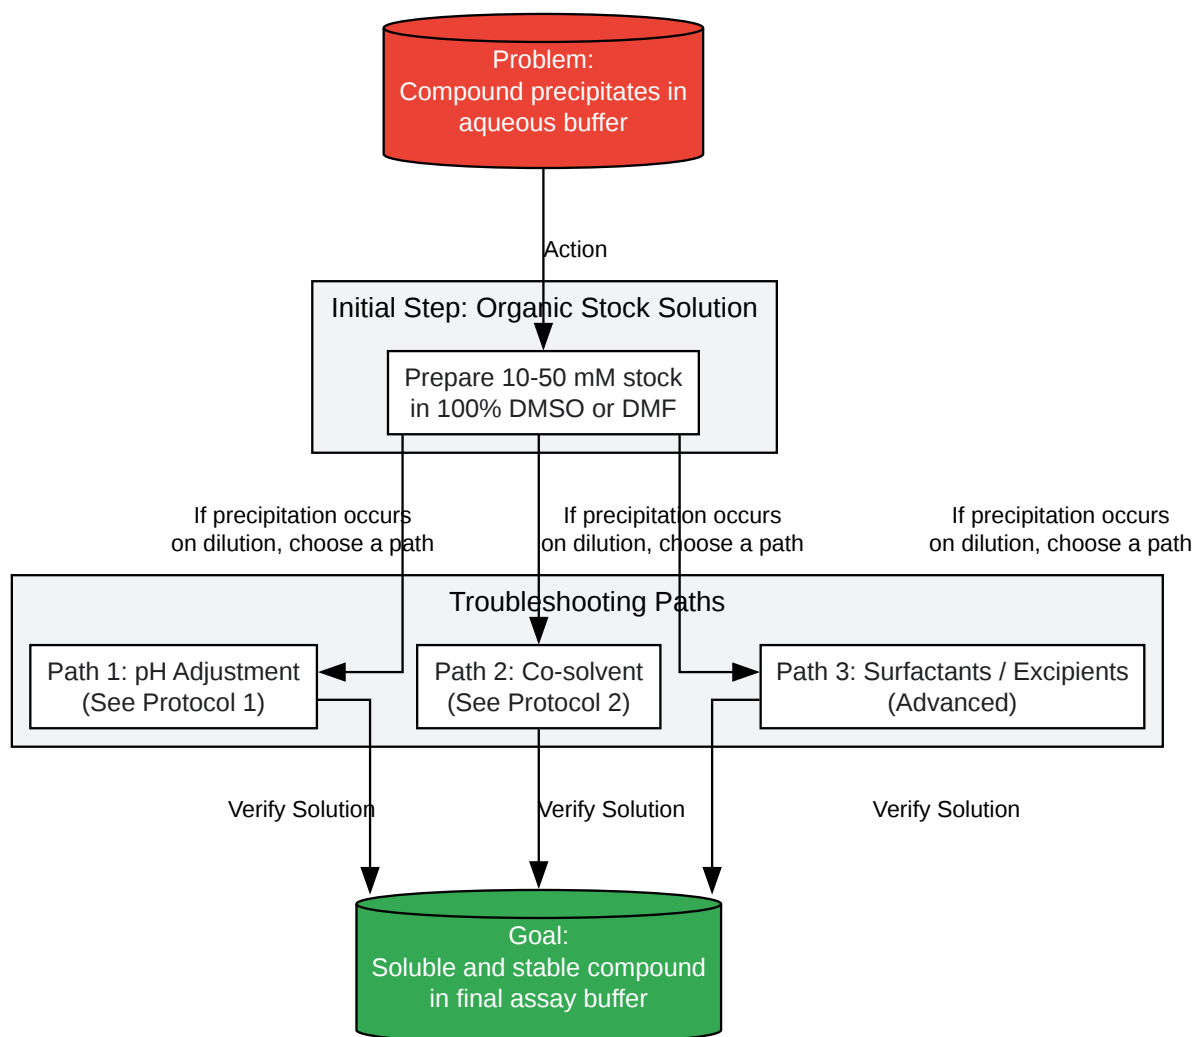 Problem:
Compound precipitates in
aqueous buffer
Action
Initial Step: Organic Stock Solution
Prepare 10-50 mM stock
in 100% DMSO or DMF
If precipitation occurs
on dilution, choose a path
If precipitation occurs
on dilution, choose a path
If precipitation occurs
on dilution, choose a path
Troubleshooting Paths
Path 1: pH Adjustment
(See Protocol 1)
Path 2: Co-solvent
(See Protocol 2)
Path 3: Surfactants / Excipients
(Advanced)
Verify Solution
Verify Solution
Verify Solution
Goal:
Soluble and stable compound
in final assay buffer